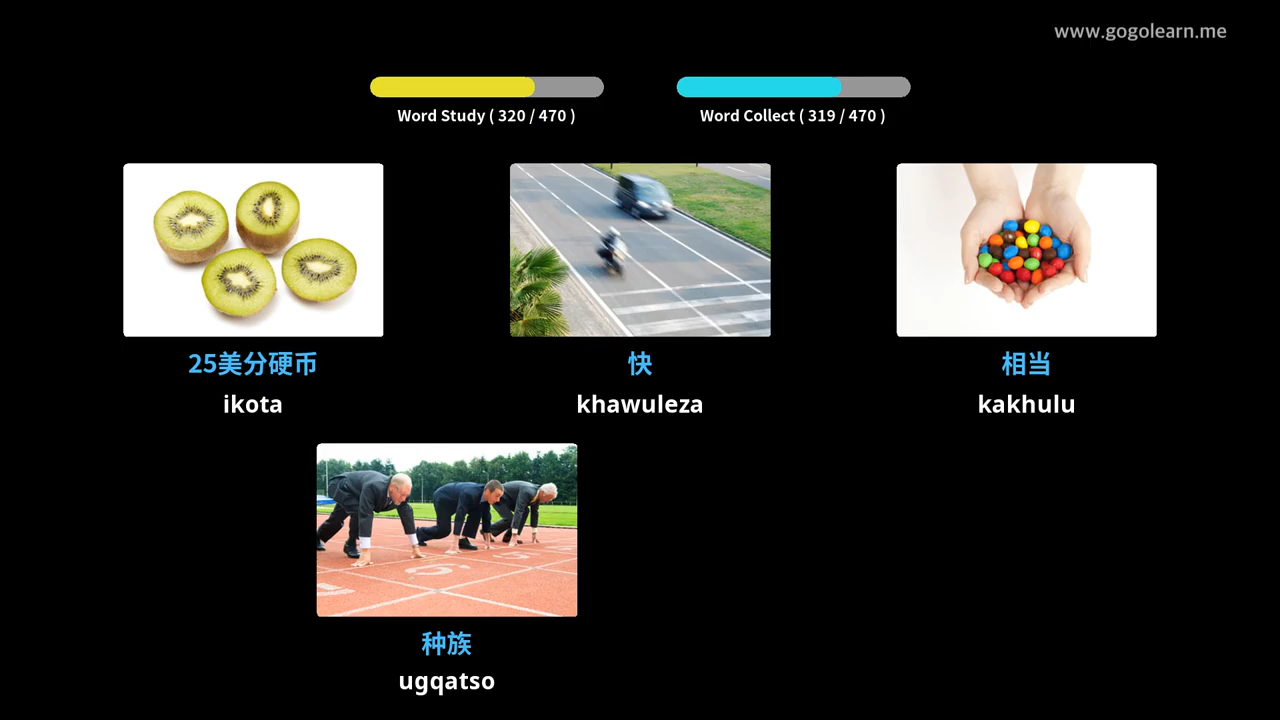 www.gogolearn.me
Word Study ( 320 / 470 )
Word Collect ( 319 / 470 )
25美分硬币
ikota
快
khawuleza
相当
kakhulu
种族
ugqatso